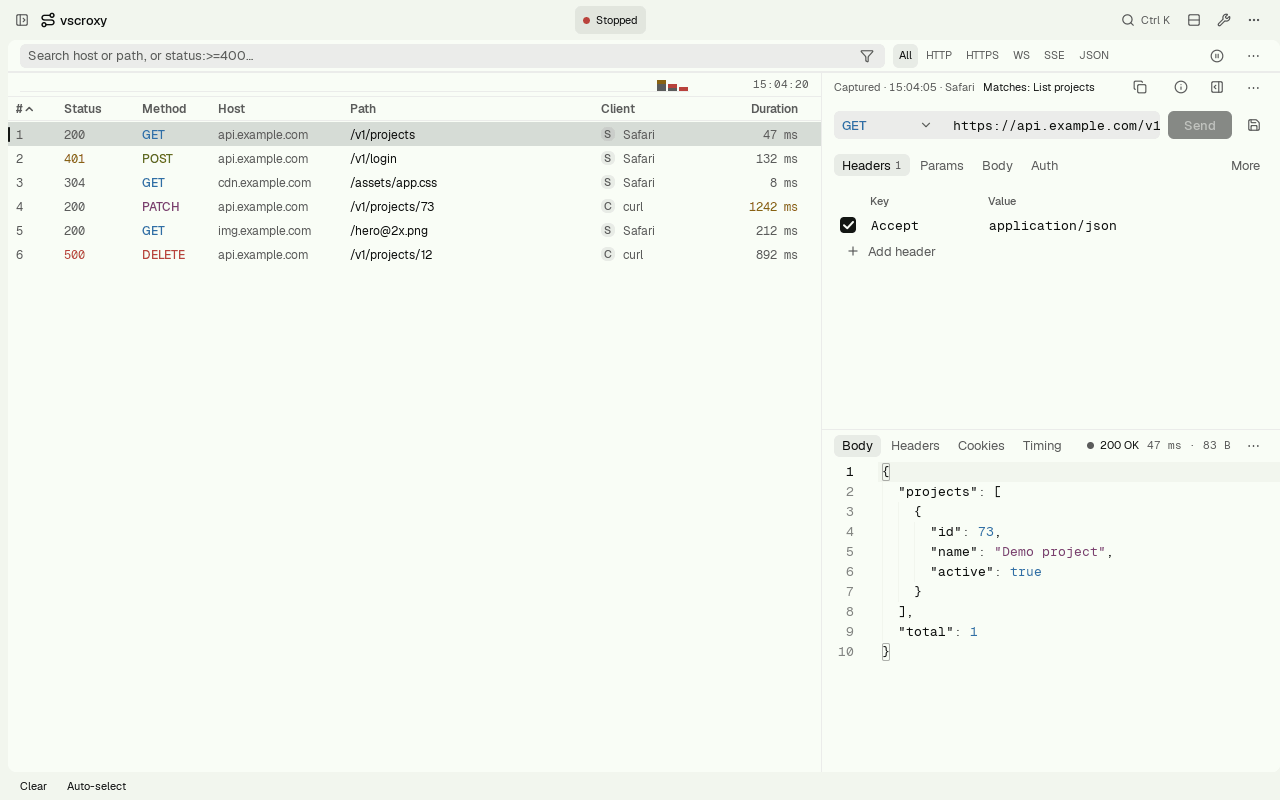 vscroxy
Stopped
Ctrl K
Search host or path, or status:>=400...
All HTTP HTTPS WS SSE JSON
15:04:20
# Status Method Host Path Client Duration
1 200 GET api.example.com /v1/projects S Safari 47 ms
2 401 POST api.example.com /v1/login S Safari 132 ms
3 304 GET cdn.example.com /assets/app.css S Safari 8 ms
4 200 PATCH api.example.com /v1/projects/73 C curl 1242 ms
5 200 GET img.example.com /hero@2x.png S Safari 212 ms
6 500 DELETE api.example.com /v1/projects/12 C curl 892 ms
Captured · 15:04:05 · Safari Matches: List projects
GET https://api.example.com/v1 Send
Headers 1 Params Body Auth More
Key Value
Accept application/json
Add header
Body Headers Cookies Timing 200 OK 47 ms · 83 B
1 {
2 "projects": [
3 {
4 "id": 73,
5 "name": "Demo project",
6 "active": true
7 }
8 ],
9 "total": 1
10 }
Clear Auto-select